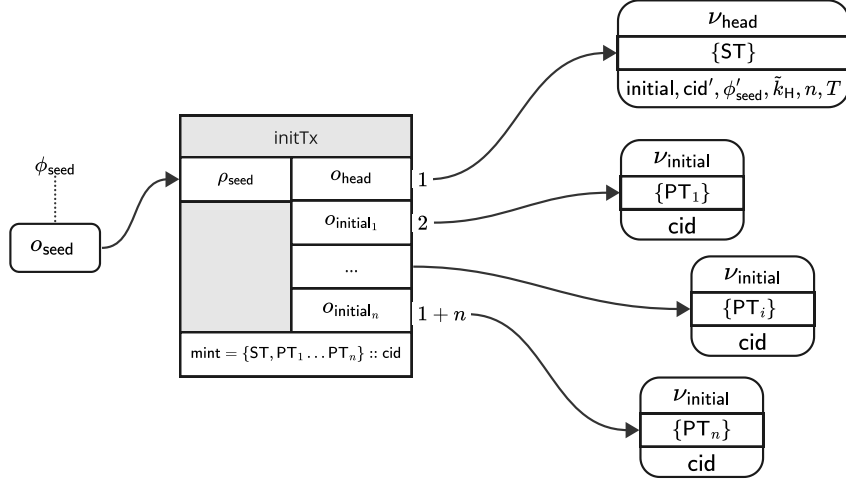 ϕ_seed
o_seed
initTx
ρ_seed
o_head
1
o_initial_1
2
...
o_initial_n
1 + n
mint = {ST, PT_1 … PT_n} :: cid
ν_head
{ST}
initial, cid′, ϕ′_seed, k̃_H, n, T
ν_initial
{PT_1}
cid
ν_initial
{PT_i}
cid
ν_initial
{PT_n}
cid